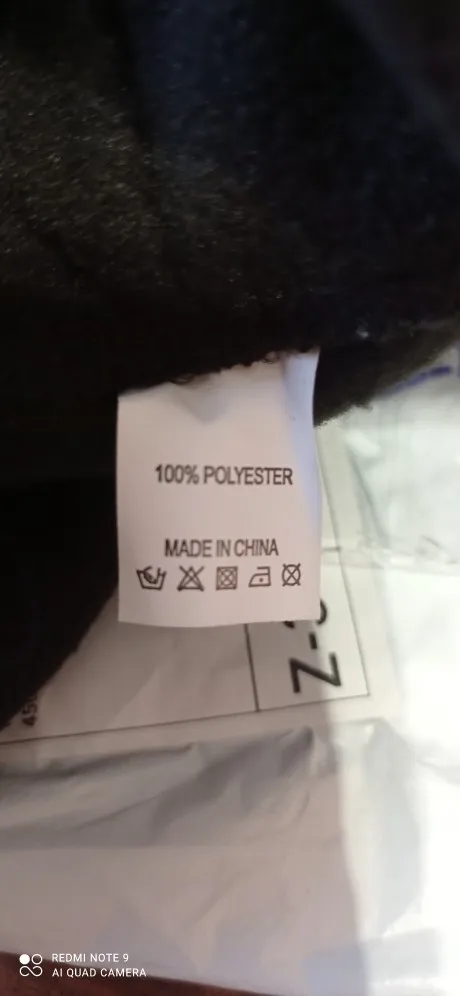 100% POLYESTER
MADE IN CHINA
REDMI NOTE 9
AI QUAD CAMERA